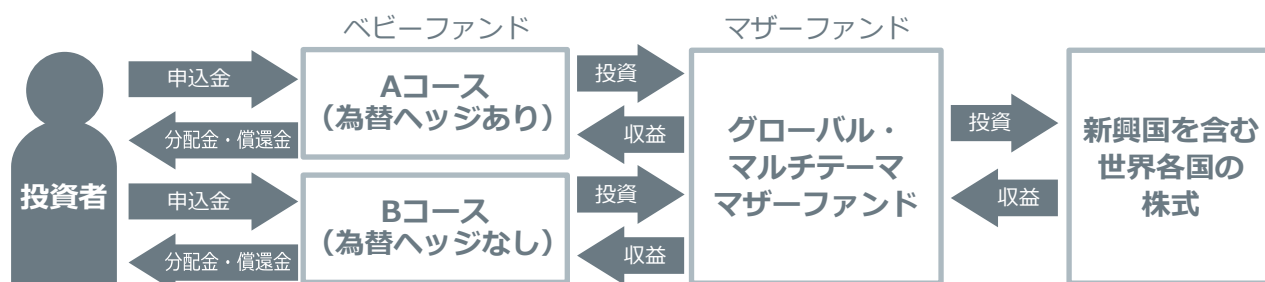 ベビーファンド
マザーファンド
投資者
申込金
分配金・償還金
申込金
分配金・償還金
Aコース
（為替ヘッジあり）
Bコース
（為替ヘッジなし）
投資
収益
投資
収益
グローバル・
マルチテーマ
マザーファンド
投資
収益
新興国を含む
世界各国の
株式